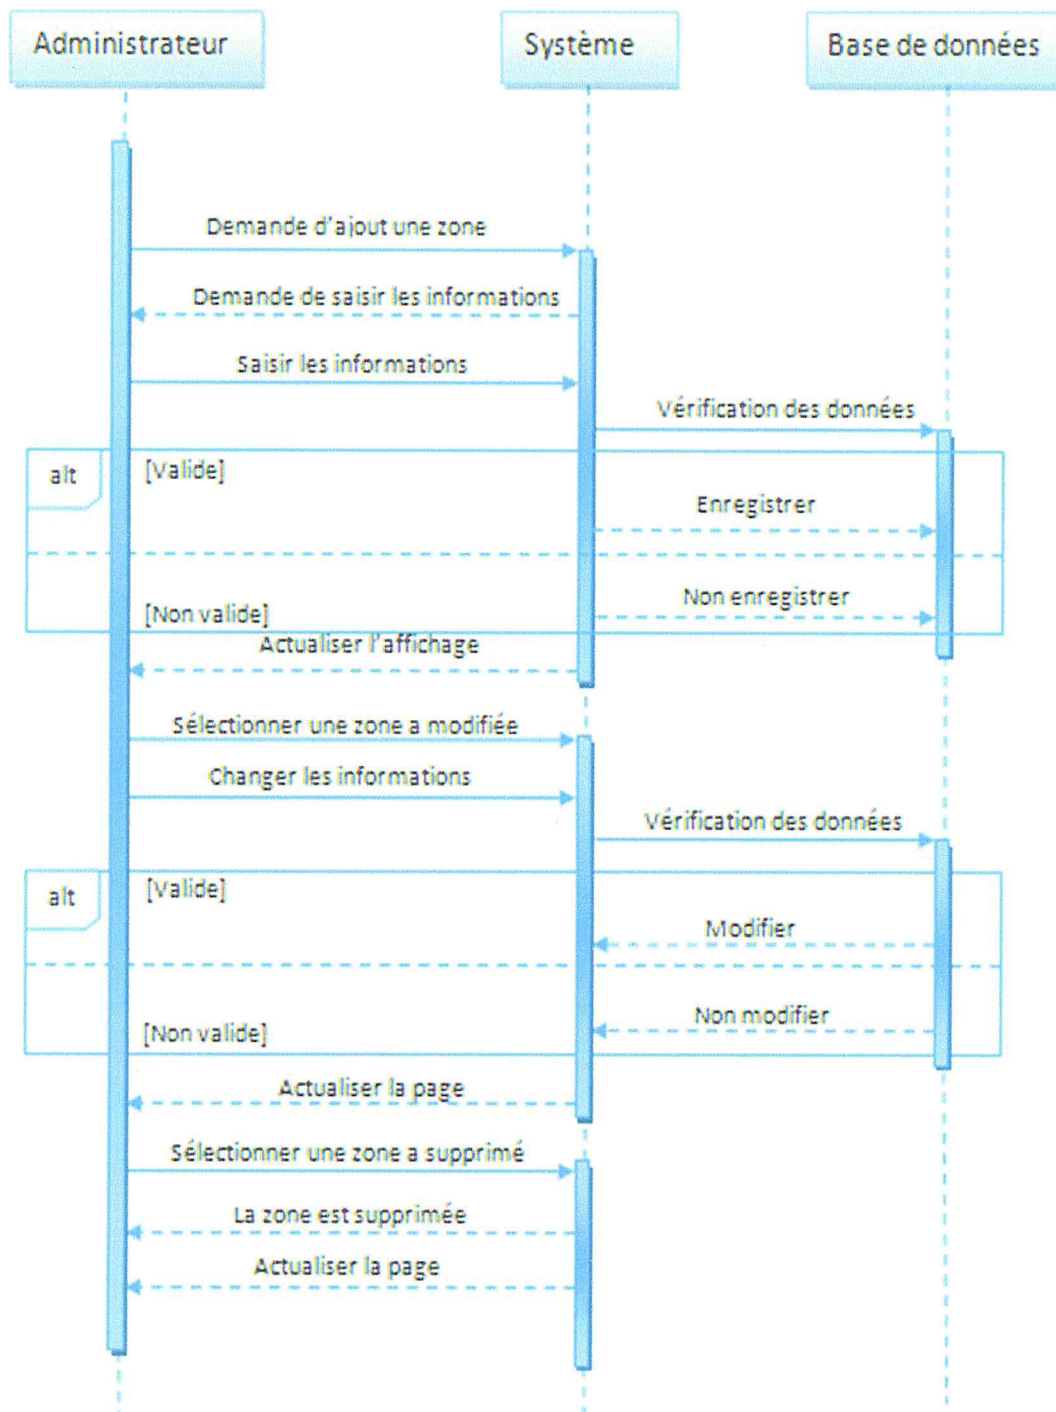 Administrateur
Système
Base de données
Demande d'ajout une zone
Demande de saisir les informations
Saisir les informations
Vérification des données
alt
[Valide]
Enregistrer
Non enregistrer
[Non valide]
Actualiser l'affichage
Sélectionner une zone a modifiée
Changer les informations
Vérification des données
alt
[Valide]
Modifier
Non modifier
[Non valide]
Actualiser la page
Sélectionner une zone a supprimé
La zone est supprimée
Actualiser la page